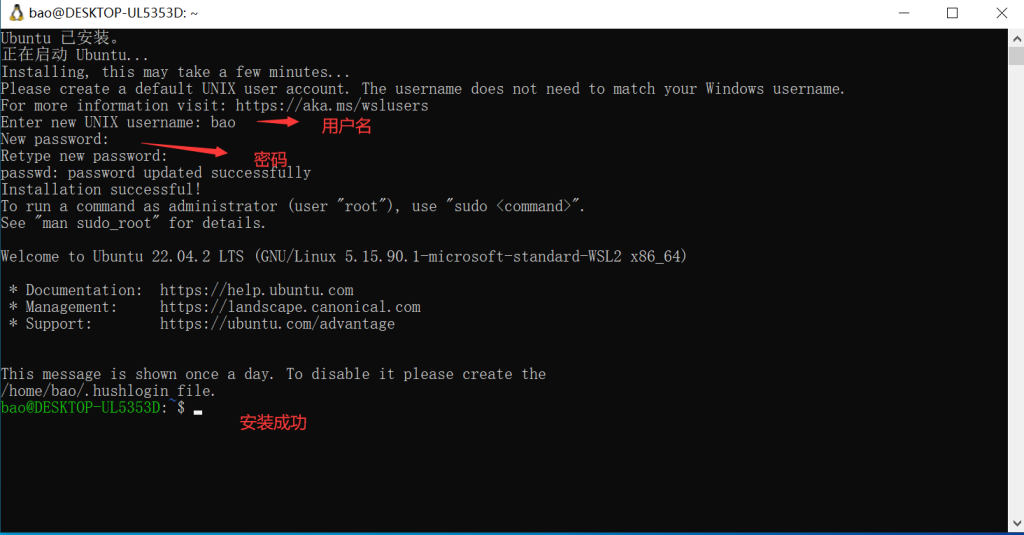 bao@DESKTOP-UL5353D: ~
Ubuntu 已安装。
正在启动 Ubuntu...
Installing, this may take a few minutes...
Please create a default UNIX user account. The username does not need to match your Windows username.
For more information visit: https://aka.ms/wslusers
Enter new UNIX username: bao 用户名
New password:
Retype new password: 密码
passwd: password updated successfully
Installation successful!
To run a command as administrator (user "root"), use "sudo <command>".
See "man sudo_root" for details.
Welcome to Ubuntu 22.04.2 LTS (GNU/Linux 5.15.90.1-microsoft-standard-WSL2 x86_64)
* Documentation:  https://help.ubuntu.com
* Management:     https://landscape.canonical.com
* Support:        https://ubuntu.com/advantage
This message is shown once a day. To disable it please create the
/home/bao/.hushlogin file.
bao@DESKTOP-UL5353D:~$
安装成功